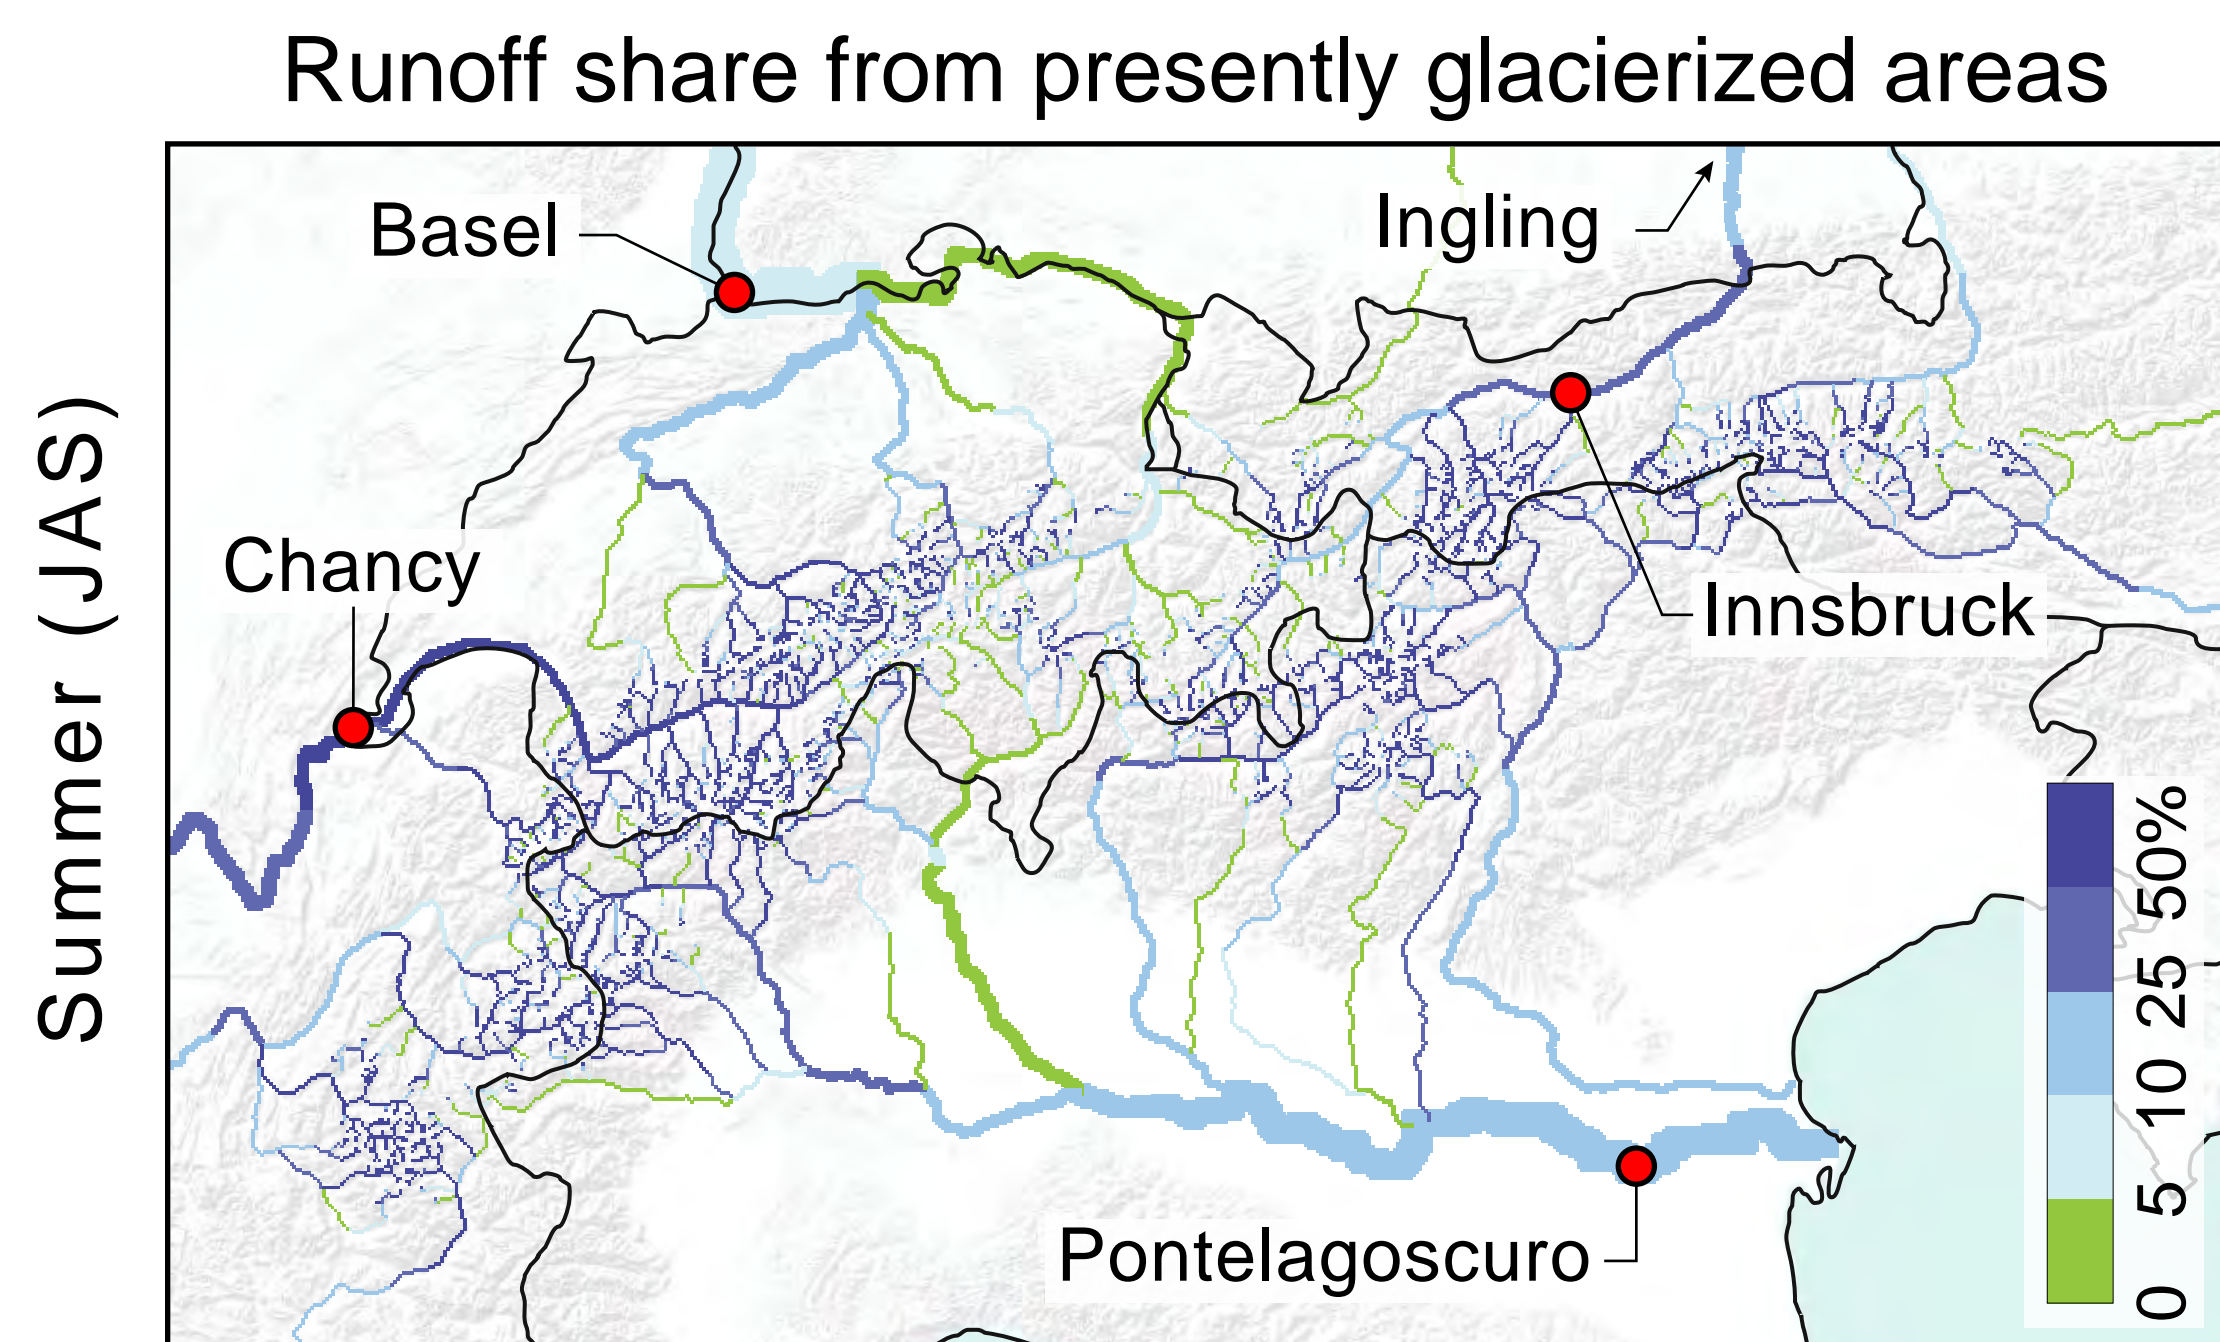 Runoff share from presently glacierized areas
Summer (JAS)
Basel
Ingling
Chancy
Innsbruck
Pontelagoscuro
50%
25
10
5
0